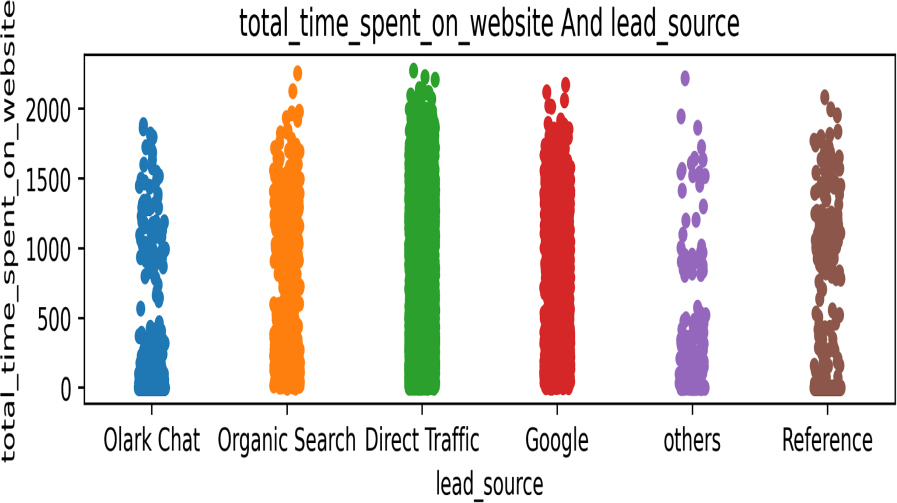 total_time_spent_on_website And lead_source
total_time_spent_on_website
2000
1500
1000
500
0
Olark Chat Organic Search Direct Traffic Google others Reference
lead_source